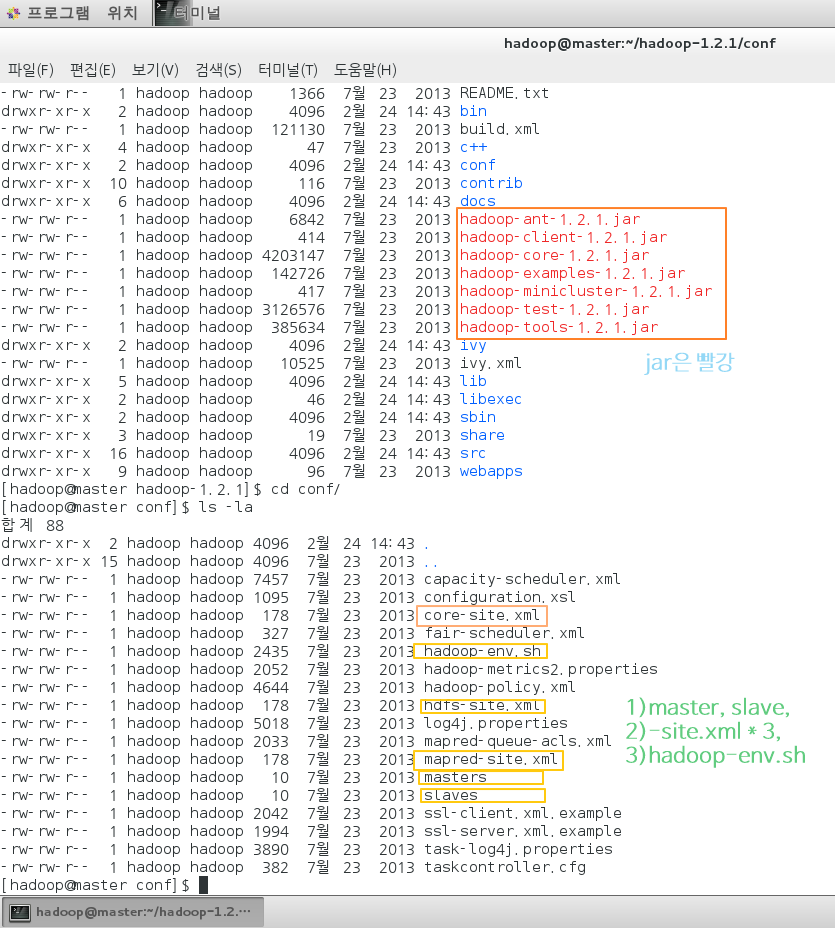 프로그램 위치 터미널
hadoop@master:~/hadoop-1.2.1/conf
파일(F) 편집(E) 보기(V) 검색(S) 터미널(T) 도움말(H)
-rw-rw-r-- 1 hadoop hadoop 1366 7월 23 2013 README.txt
drwxr-xr-x 2 hadoop hadoop 4096 2월 24 14:43 bin
-rw-rw-r-- 1 hadoop hadoop 121130 7월 23 2013 build.xml
drwxr-xr-x 4 hadoop hadoop 47 7월 23 2013 c++
drwxr-xr-x 2 hadoop hadoop 4096 2월 24 14:43 conf
drwxr-xr-x 10 hadoop hadoop 116 7월 23 2013 contrib
drwxr-xr-x 6 hadoop hadoop 4096 2월 24 14:43 docs
-rw-rw-r-- 1 hadoop hadoop 6842 7월 23 2013 hadoop-ant-1.2.1.jar
-rw-rw-r-- 1 hadoop hadoop 414 7월 23 2013 hadoop-client-1.2.1.jar
-rw-rw-r-- 1 hadoop hadoop 4203147 7월 23 2013 hadoop-core-1.2.1.jar
-rw-rw-r-- 1 hadoop hadoop 142726 7월 23 2013 hadoop-examples-1.2.1.jar
-rw-rw-r-- 1 hadoop hadoop 417 7월 23 2013 hadoop-minicluster-1.2.1.jar
-rw-rw-r-- 1 hadoop hadoop 3126576 7월 23 2013 hadoop-test-1.2.1.jar
-rw-rw-r-- 1 hadoop hadoop 385634 7월 23 2013 hadoop-tools-1.2.1.jar
drwxr-xr-x 2 hadoop hadoop 4096 2월 24 14:43 ivy
-rw-rw-r-- 1 hadoop hadoop 10525 7월 23 2013 ivy.xml
jar은 빨강
drwxr-xr-x 5 hadoop hadoop 4096 2월 24 14:43 lib
drwxr-xr-x 2 hadoop hadoop 46 2월 24 14:43 libexec
drwxr-xr-x 2 hadoop hadoop 4096 2월 24 14:43 sbin
drwxr-xr-x 3 hadoop hadoop 19 7월 23 2013 share
drwxr-xr-x 16 hadoop hadoop 4096 2월 24 14:43 src
drwxr-xr-x 9 hadoop hadoop 96 7월 23 2013 webapps
[hadoop@master hadoop-1.2.1]$ cd conf/
[hadoop@master conf]$ ls -la
합계 88
drwxr-xr-x 2 hadoop hadoop 4096 2월 24 14:43 .
drwxr-xr-x 15 hadoop hadoop 4096 7월 23 2013 ..
-rw-rw-r-- 1 hadoop hadoop 7457 7월 23 2013 capacity-scheduler.xml
-rw-rw-r-- 1 hadoop hadoop 1095 7월 23 2013 configuration.xsl
-rw-rw-r-- 1 hadoop hadoop 178 7월 23 2013 core-site.xml
-rw-rw-r-- 1 hadoop hadoop 327 7월 23 2013 fair-scheduler.xml
-rw-rw-r-- 1 hadoop hadoop 2435 7월 23 2013 hadoop-env.sh
-rw-rw-r-- 1 hadoop hadoop 2052 7월 23 2013 hadoop-metrics2.properties
-rw-rw-r-- 1 hadoop hadoop 4644 7월 23 2013 hadoop-policy.xml
-rw-rw-r-- 1 hadoop hadoop 178 7월 23 2013 hdfs-site.xml
-rw-rw-r-- 1 hadoop hadoop 5018 7월 23 2013 log4j.properties
-rw-rw-r-- 1 hadoop hadoop 2033 7월 23 2013 mapred-queue-acls.xml
-rw-rw-r-- 1 hadoop hadoop 178 7월 23 2013 mapred-site.xml
-rw-rw-r-- 1 hadoop hadoop 10 7월 23 2013 masters
-rw-rw-r-- 1 hadoop hadoop 10 7월 23 2013 slaves
-rw-rw-r-- 1 hadoop hadoop 2042 7월 23 2013 ssl-client.xml.example
-rw-rw-r-- 1 hadoop hadoop 1994 7월 23 2013 ssl-server.xml.example
-rw-rw-r-- 1 hadoop hadoop 3890 7월 23 2013 task-log4j.properties
-rw-rw-r-- 1 hadoop hadoop 382 7월 23 2013 taskcontroller.cfg
[hadoop@master conf]$
1)master, slave,
2)-site.xml * 3,
3)hadoop-env.sh
hadoop@master:~/hadoop-1.2.···